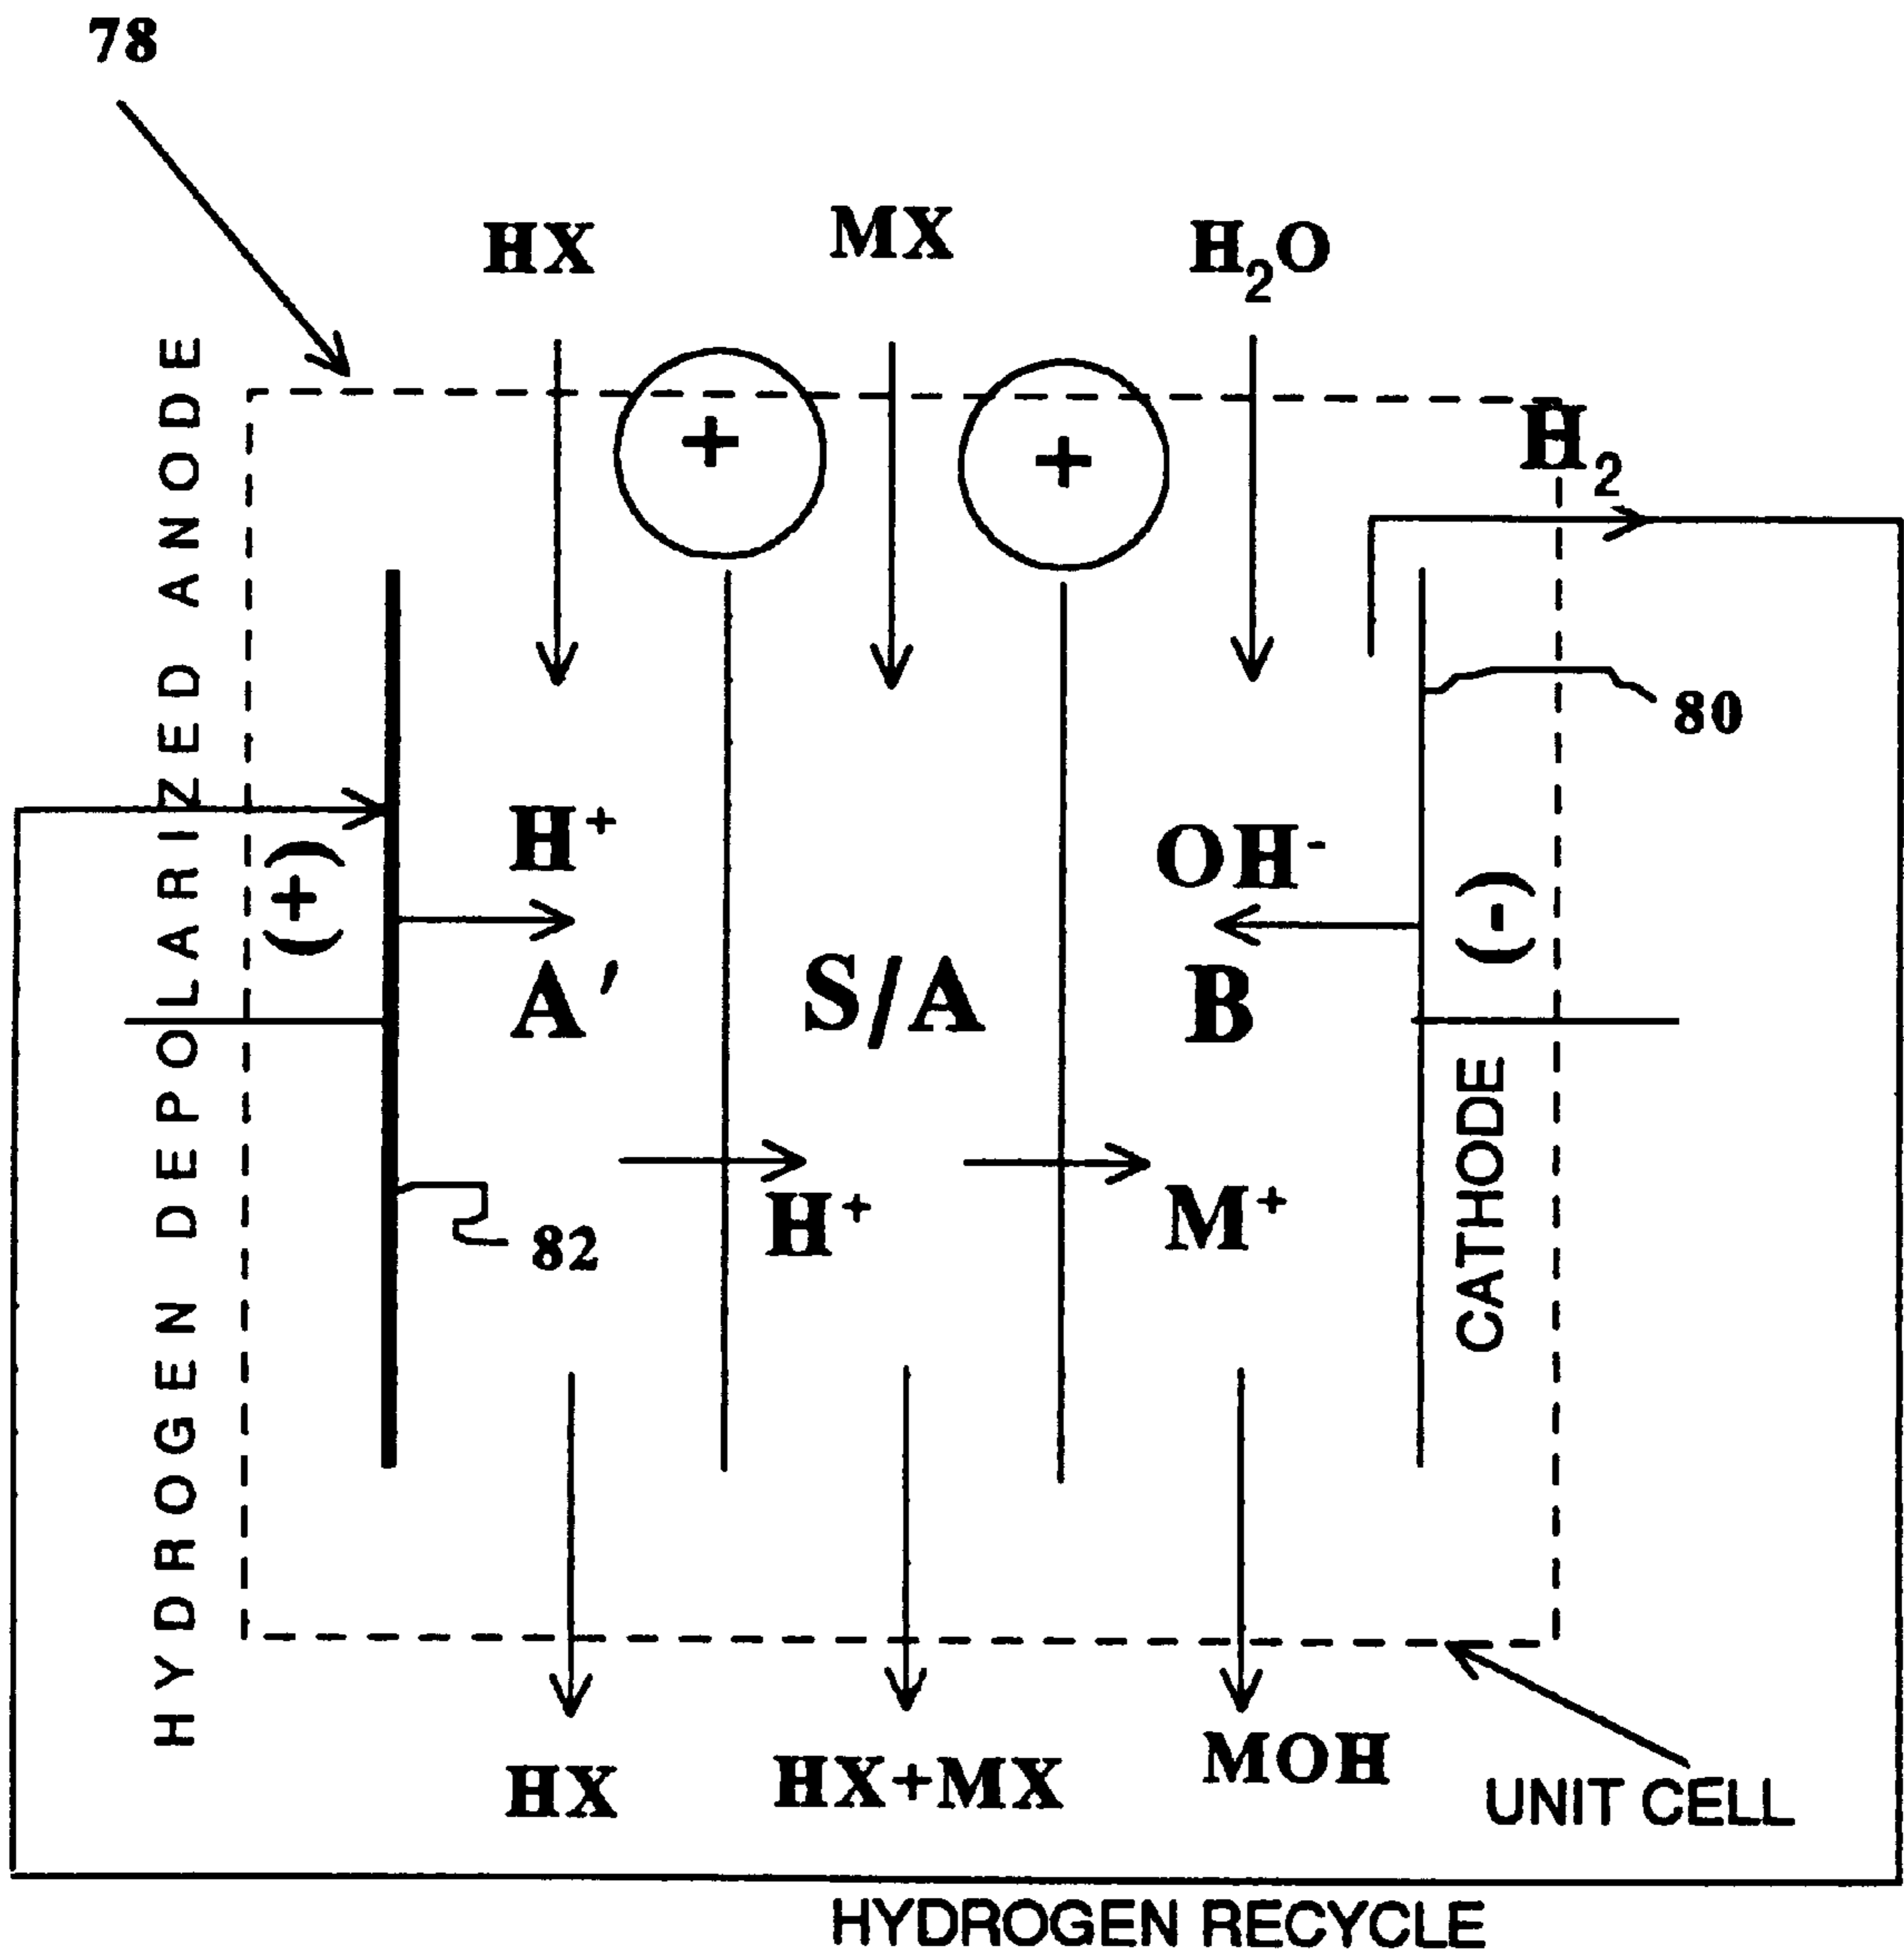 78
HX
MX
H₂O
+
+
H₂
80
HYDROGEN DEPOLARIZED ANODE
(+)
H⁺
OH⁻
(-)
A'
S/A
B
CATHODE
H⁺
M⁺
82
HX
HX+MX
MOH
UNIT CELL
HYDROGEN RECYCLE